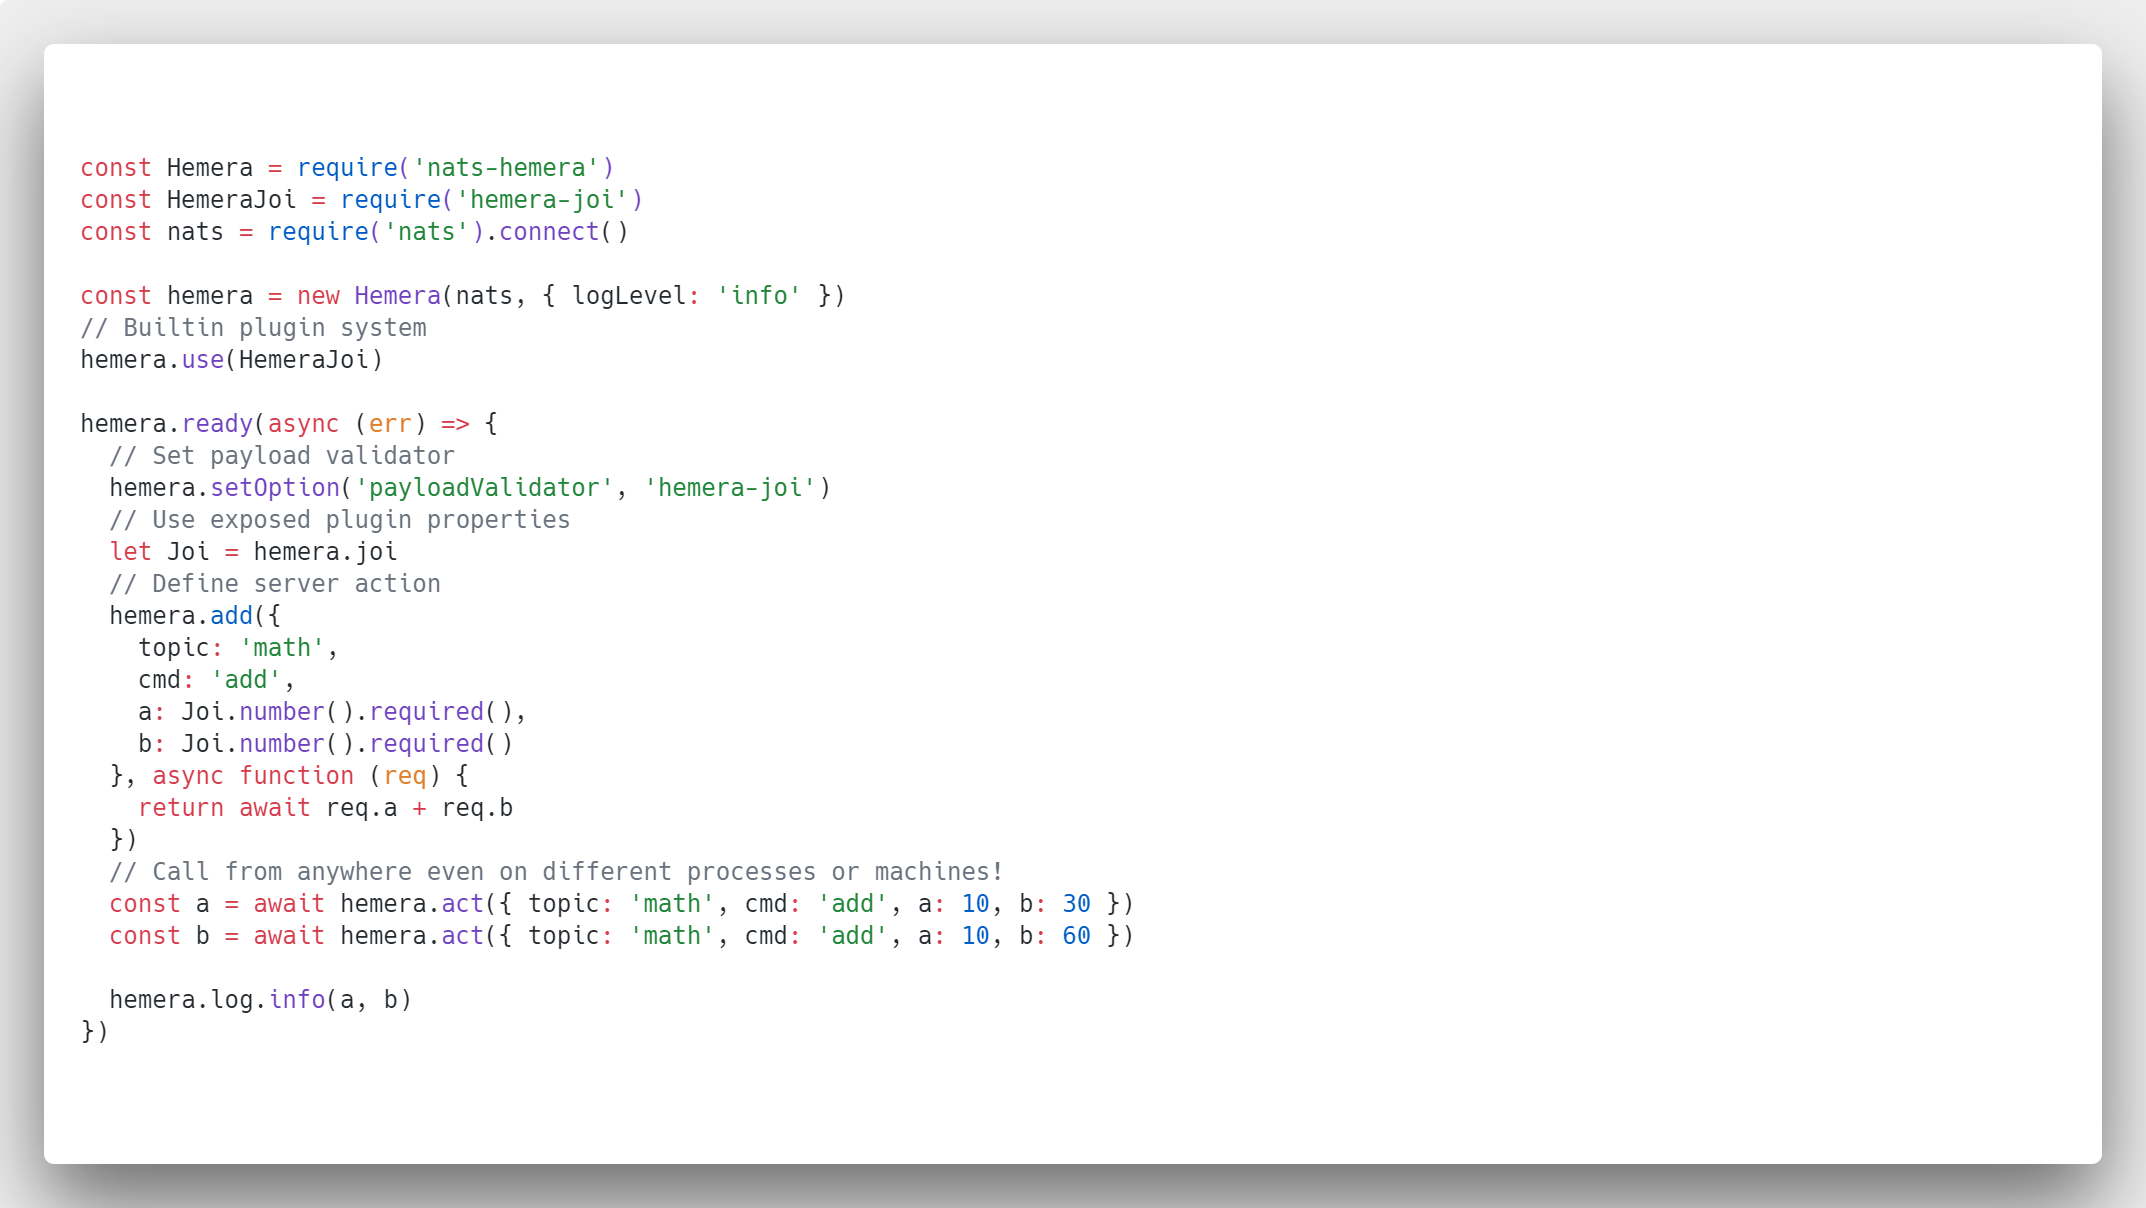 const Hemera = require('nats-hemera')
const HemeraJoi = require('hemera-joi')
const nats = require('nats').connect()

const hemera = new Hemera(nats, { logLevel: 'info' })
// Builtin plugin system
hemera.use(HemeraJoi)

hemera.ready(async (err) => {
  // Set payload validator
  hemera.setOption('payloadValidator', 'hemera-joi')
  // Use exposed plugin properties
  let Joi = hemera.joi
  // Define server action
  hemera.add({
    topic: 'math',
    cmd: 'add',
    a: Joi.number().required(),
    b: Joi.number().required()
  }, async function (req) {
    return await req.a + req.b
  })
  // Call from anywhere even on different processes or machines!
  const a = await hemera.act({ topic: 'math', cmd: 'add', a: 10, b: 30 })
  const b = await hemera.act({ topic: 'math', cmd: 'add', a: 10, b: 60 })

  hemera.log.info(a, b)
})